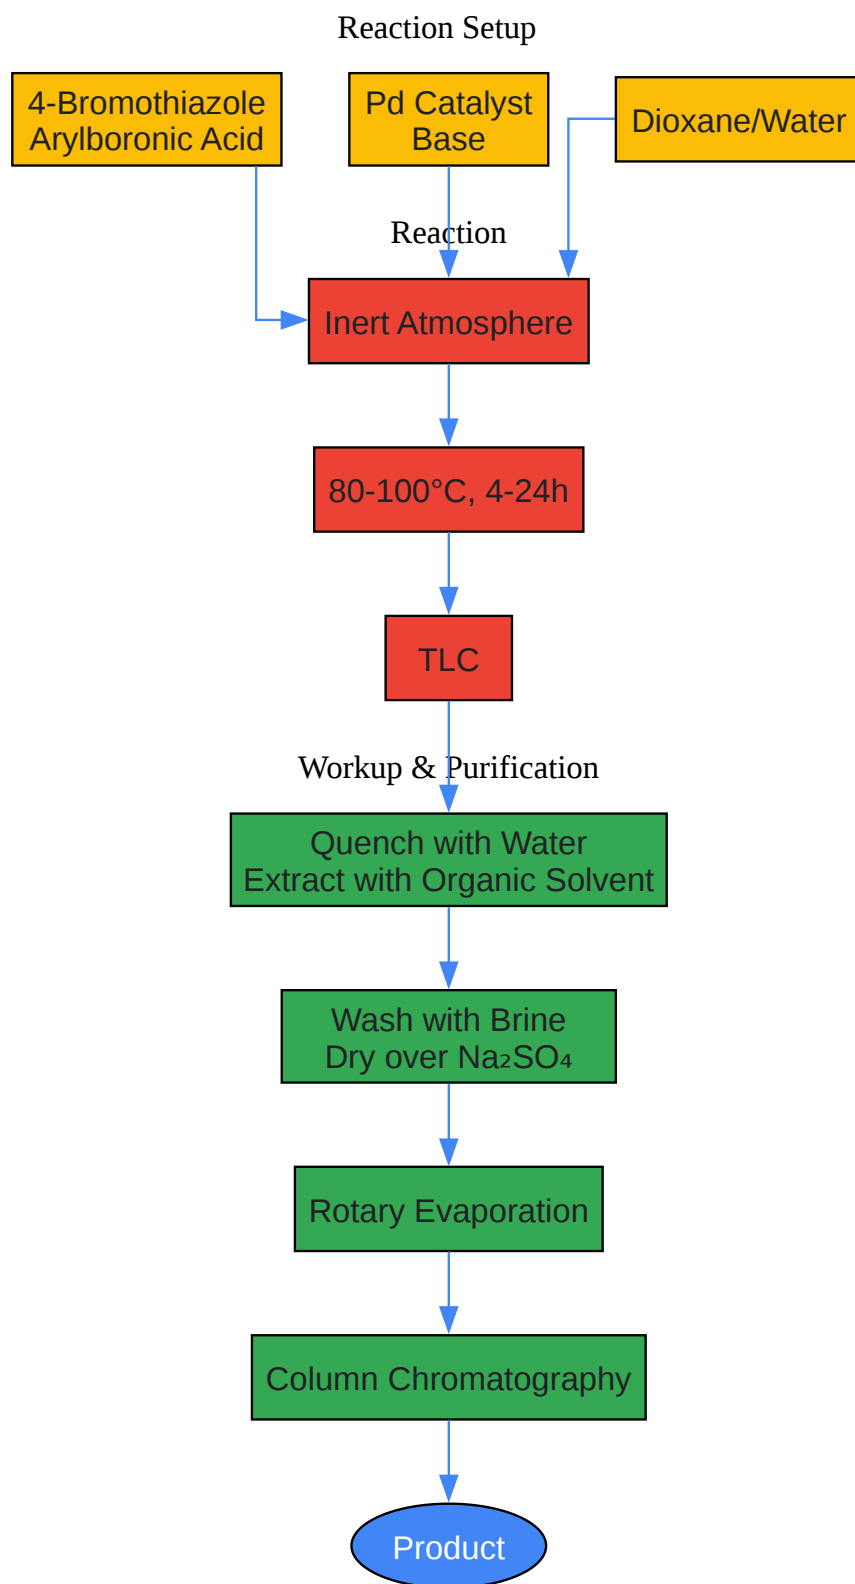 Reaction Setup
4-Bromothiazole
Arylboronic Acid
Pd Catalyst
Base
Dioxane/Water
Reaction
Inert Atmosphere
80-100°C, 4-24h
TLC
Workup & Purification
Quench with Water
Extract with Organic Solvent
Wash with Brine
Dry over Na₂SO₄
Rotary Evaporation
Column Chromatography
Product